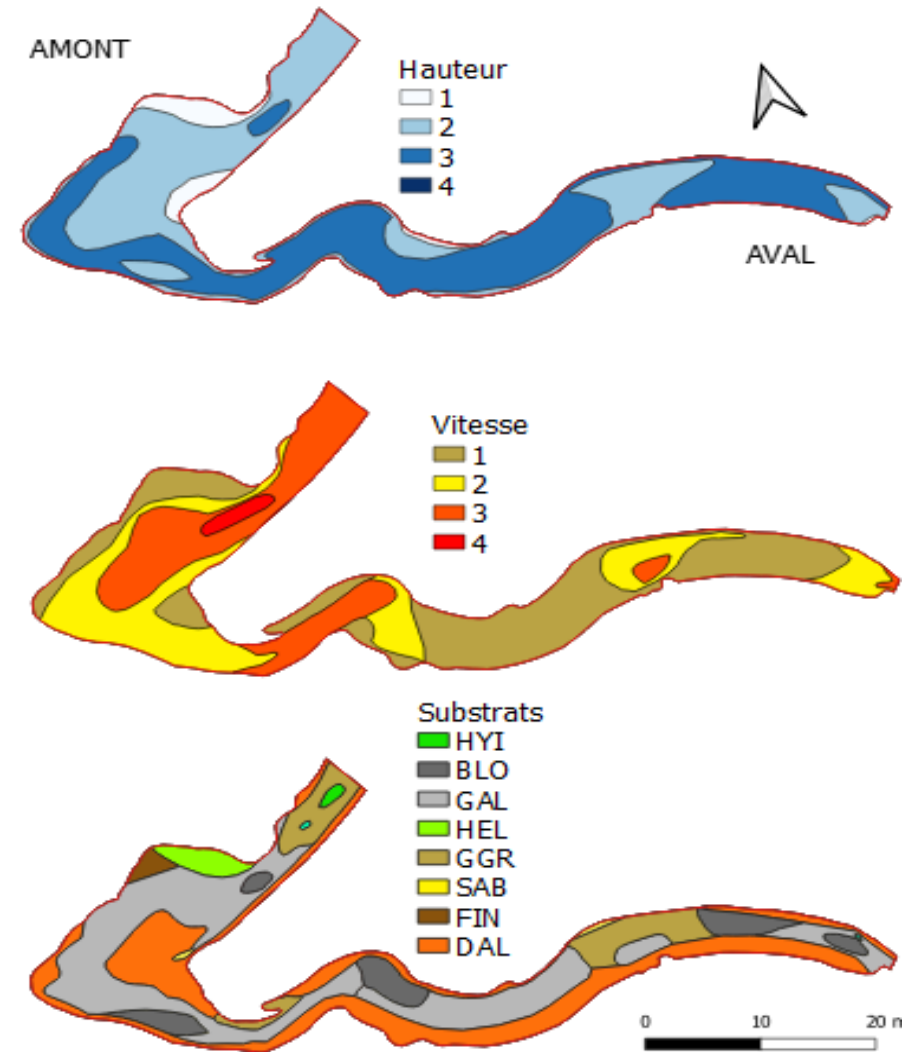 AMONT
Hauteur
1
2
3
4
AVAL
Vitesse
1
2
3
4
Substrats
HYI
BLO
GAL
HEL
GGR
SAB
FIN
DAL
0 10 20 m